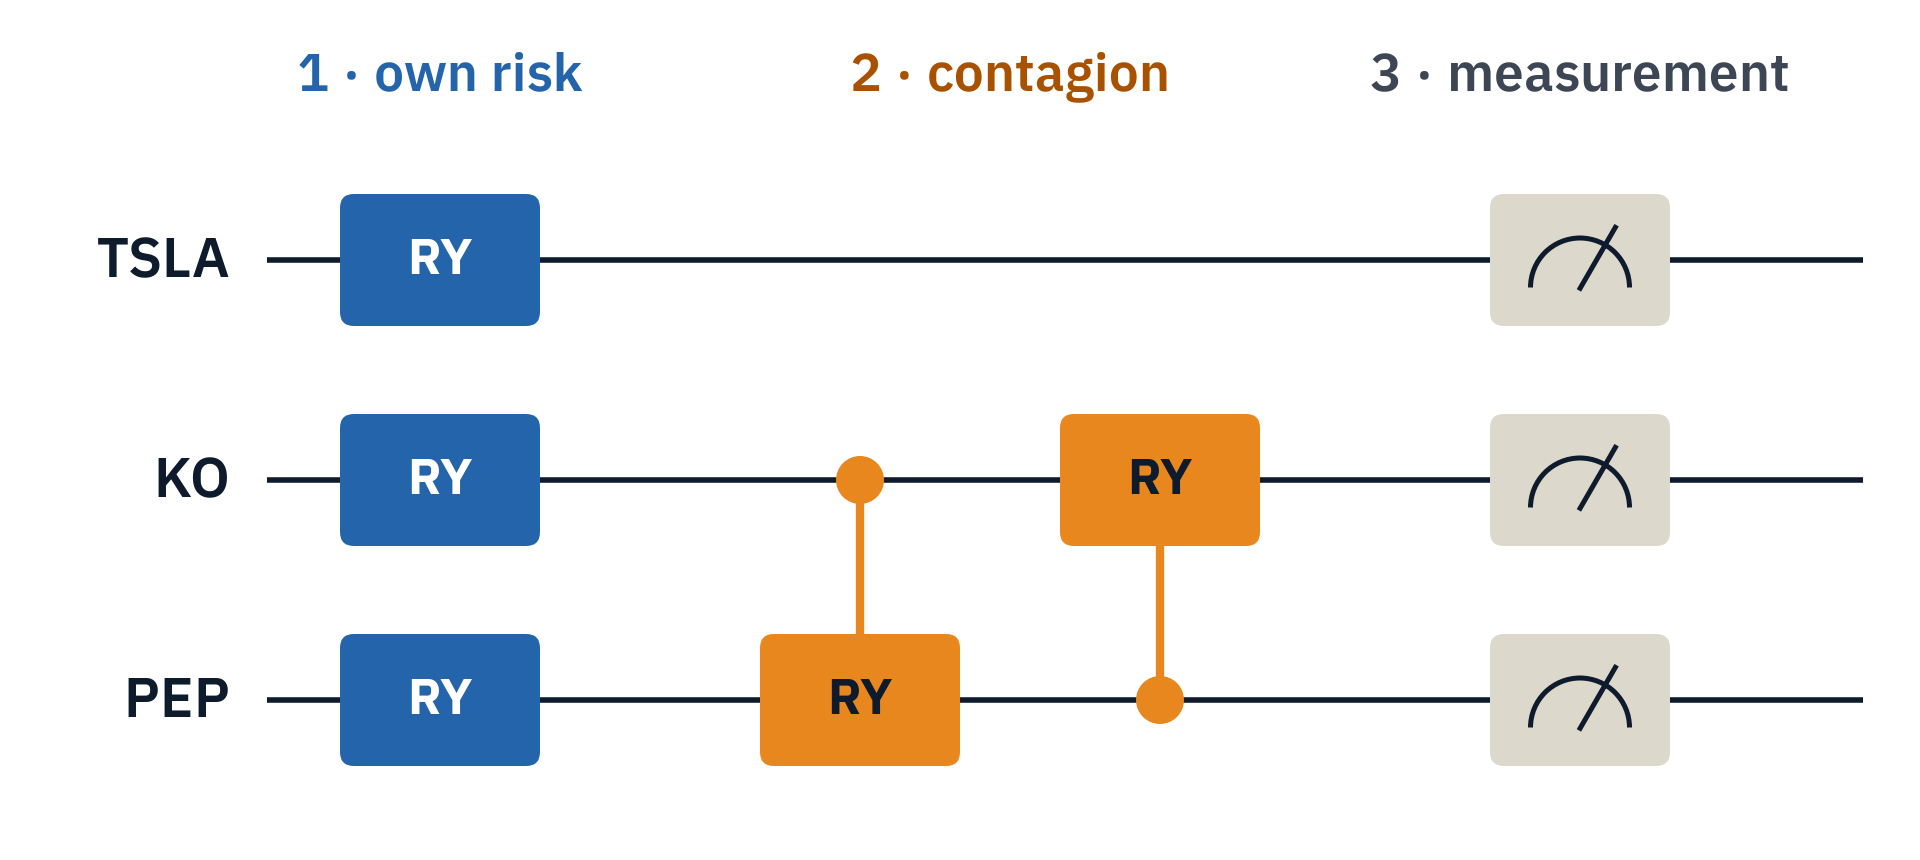 1 · own risk 2 · contagion 3 · measurement
TSLA RY
KO RY RY
PEP RY RY